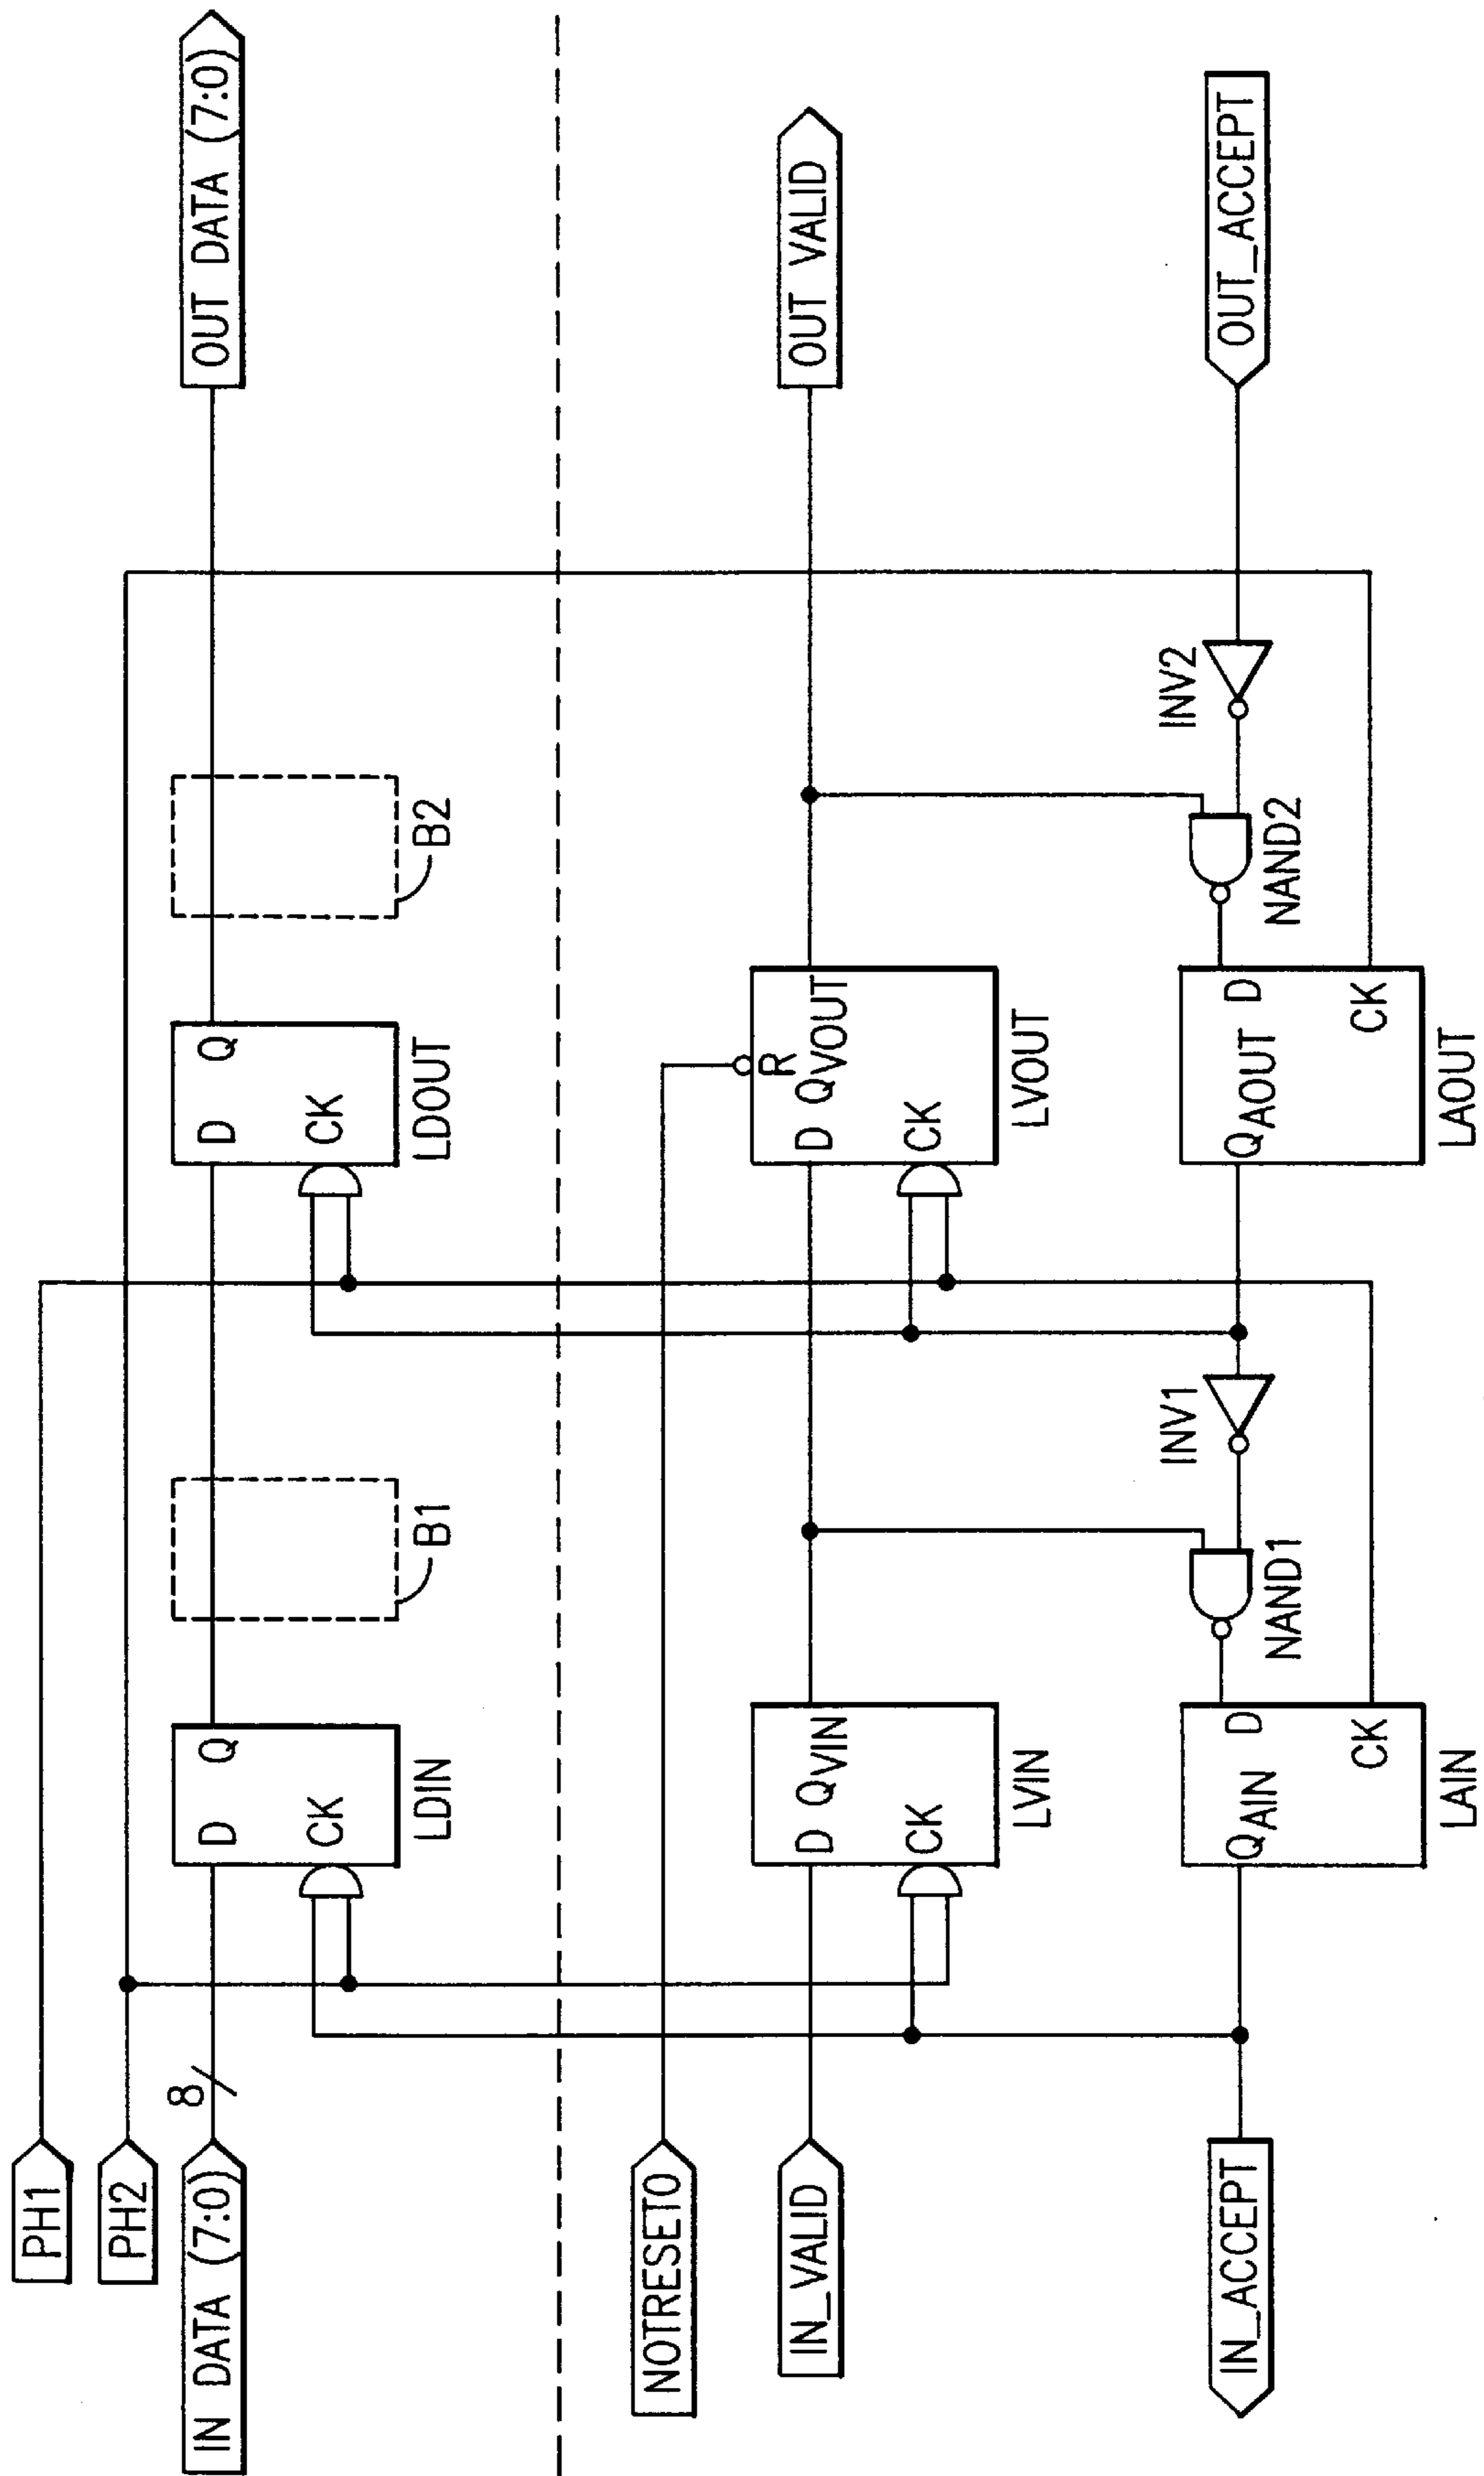 PH1
PH2
IN DATA (7:0)
8
D Q
CK
LDIN
B1
D Q
CK
LDOUT
B2
OUT DATA (7:0)
NOTRESET0
IN_VALID
D QVIN
CK
LVIN
R
D QVOUT
CK
LVOUT
OUT VALID
IN_ACCEPT
QAIN D
CK
LAIN
NAND1
INV1
QAOUT D
CK
LAOUT
NAND2
INV2
OUT_ACCEPT